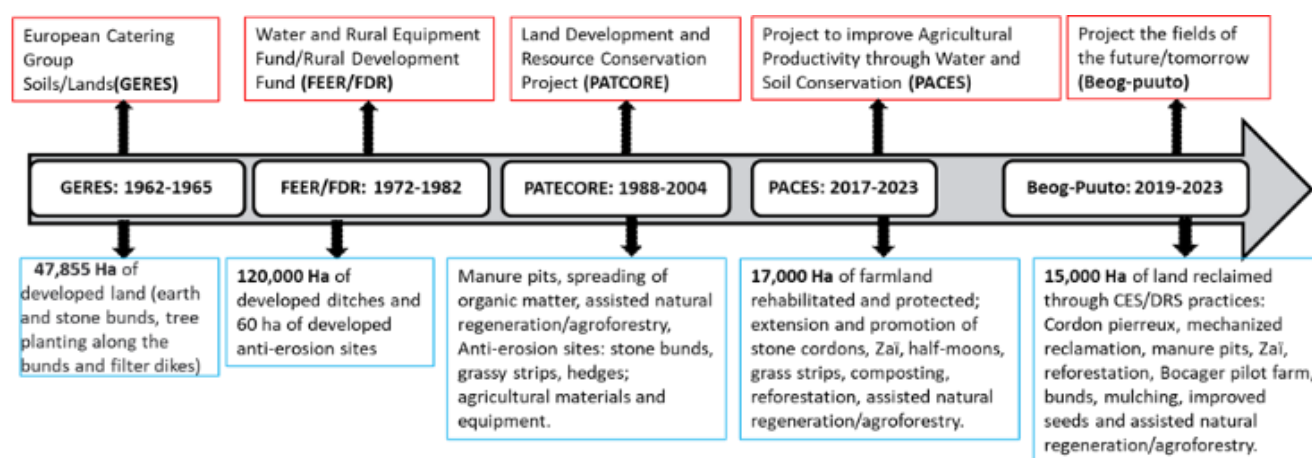 European Catering
Group
Soils/Lands(GERES)
Water and Rural Equipment
Fund/Rural Development
Fund (FEER/FDR)
Land Development and
Resource Conservation
Project (PATCORE)
Project to improve Agricultural
Productivity through Water and
Soil Conservation (PACES)
Project the fields of
the future/tomorrow
(Beog-puuto)
GERES: 1962-1965
FEER/FDR: 1972-1982
PATECORE: 1988-2004
PACES: 2017-2023
Beog-Puuto: 2019-2023
47,855 Ha of
developed land (earth
and stone bunds, tree
planting along the
bunds and filter dikes)
120,000 Ha of
developed ditches and
60 ha of developed
anti-erosion sites
Manure pits, spreading of
organic matter, assisted natural
regeneration/agroforestry,
Anti-erosion sites: stone bunds,
grassy strips, hedges;
agricultural materials and
equipment.
17,000 Ha of farmland
rehabilitated and protected;
extension and promotion of
stone cordons, Zaï, half-moons,
grass strips, composting,
reforestation, assisted natural
regeneration/agroforestry.
15,000 Ha of land reclaimed
through CES/DRS practices:
Cordon pierreux, mechanized
reclamation, manure pits, Zaï,
reforestation, Bocager pilot farm,
bunds, mulching, improved
seeds and assisted natural
regeneration/agroforestry.